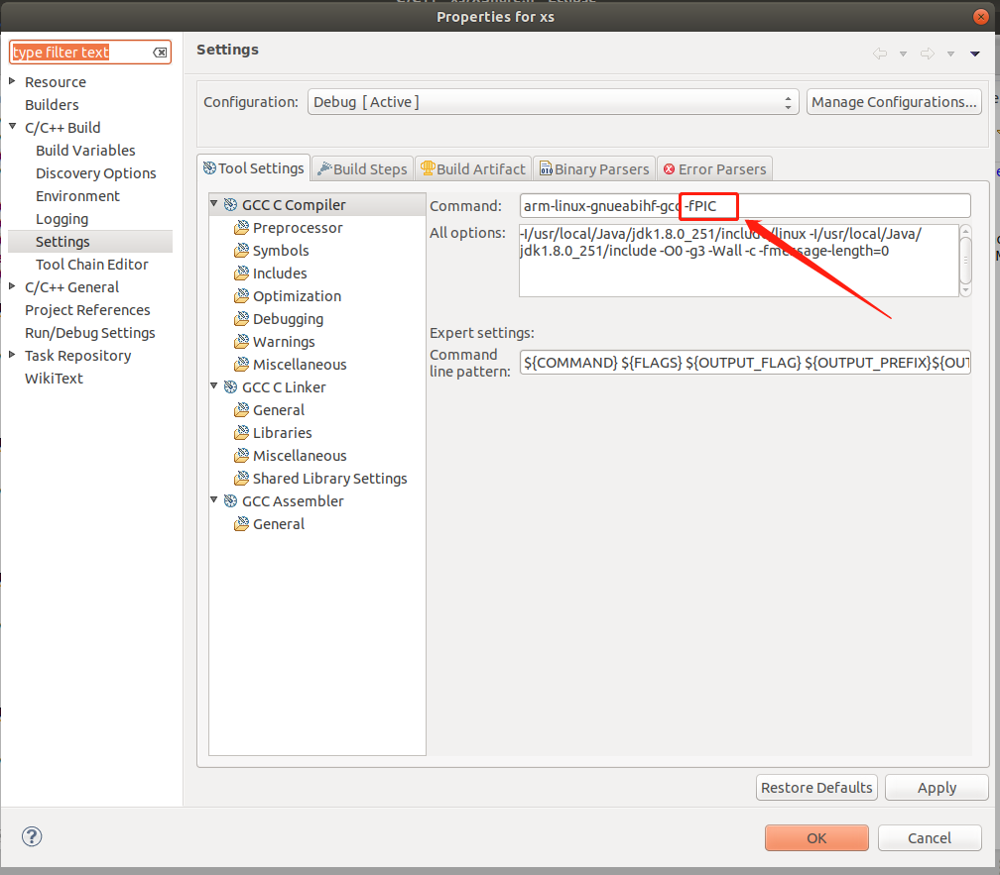 Properties for xs
type filter text
Resource
Builders
C/C++ Build
Build Variables
Discovery Options
Environment
Logging
Settings
Tool Chain Editor
C/C++ General
Project References
Run/Debug Settings
Task Repository
WikiText
Settings
Configuration: Debug [ Active ] Manage Configurations...
Tool Settings Build Steps Build Artifact Binary Parsers Error Parsers
GCC C Compiler
Preprocessor
Symbols
Includes
Optimization
Debugging
Warnings
Miscellaneous
GCC C Linker
General
Libraries
Miscellaneous
Shared Library Settings
GCC Assembler
General
Command: arm-linux-gnueabihf-gcc -fPIC
All options: -I/usr/local/Java/jdk1.8.0_251/include/linux -I/usr/local/Java/
jdk1.8.0_251/include -O0 -g3 -Wall -c -fmessage-length=0
Expert settings:
Command
line pattern: ${COMMAND} ${FLAGS} ${OUTPUT_FLAG} ${OUTPUT_PREFIX}${OUT
Restore Defaults Apply
OK Cancel